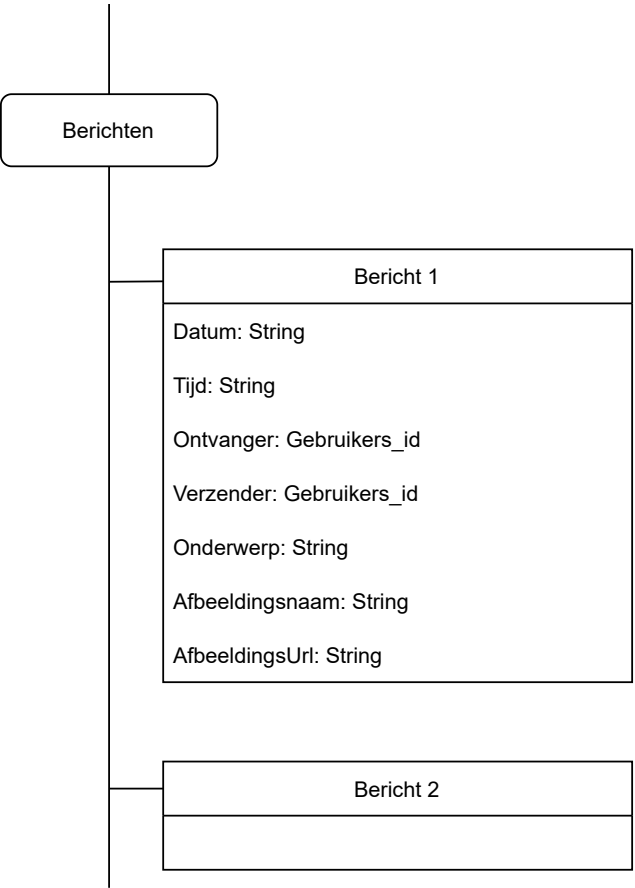 Berichten
Bericht 1
Datum: String
Tijd: String
Ontvanger: Gebruikers_id
Verzender: Gebruikers_id
Onderwerp: String
Afbeeldingsnaam: String
AfbeeldingsUrl: String
Bericht 2